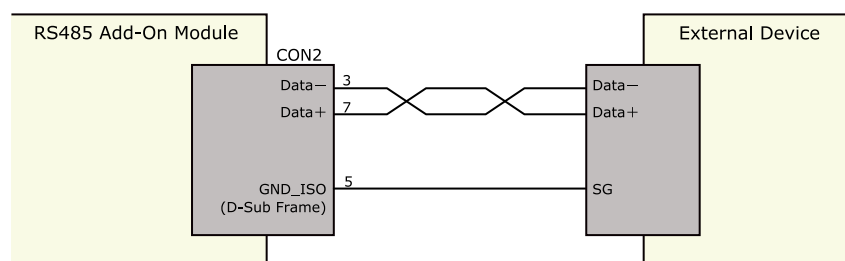 RS485 Add-On Module
External Device
CON2
Data− 3
Data+ 7
GND_ISO 5
(D-Sub Frame)
Data−
Data+
SG